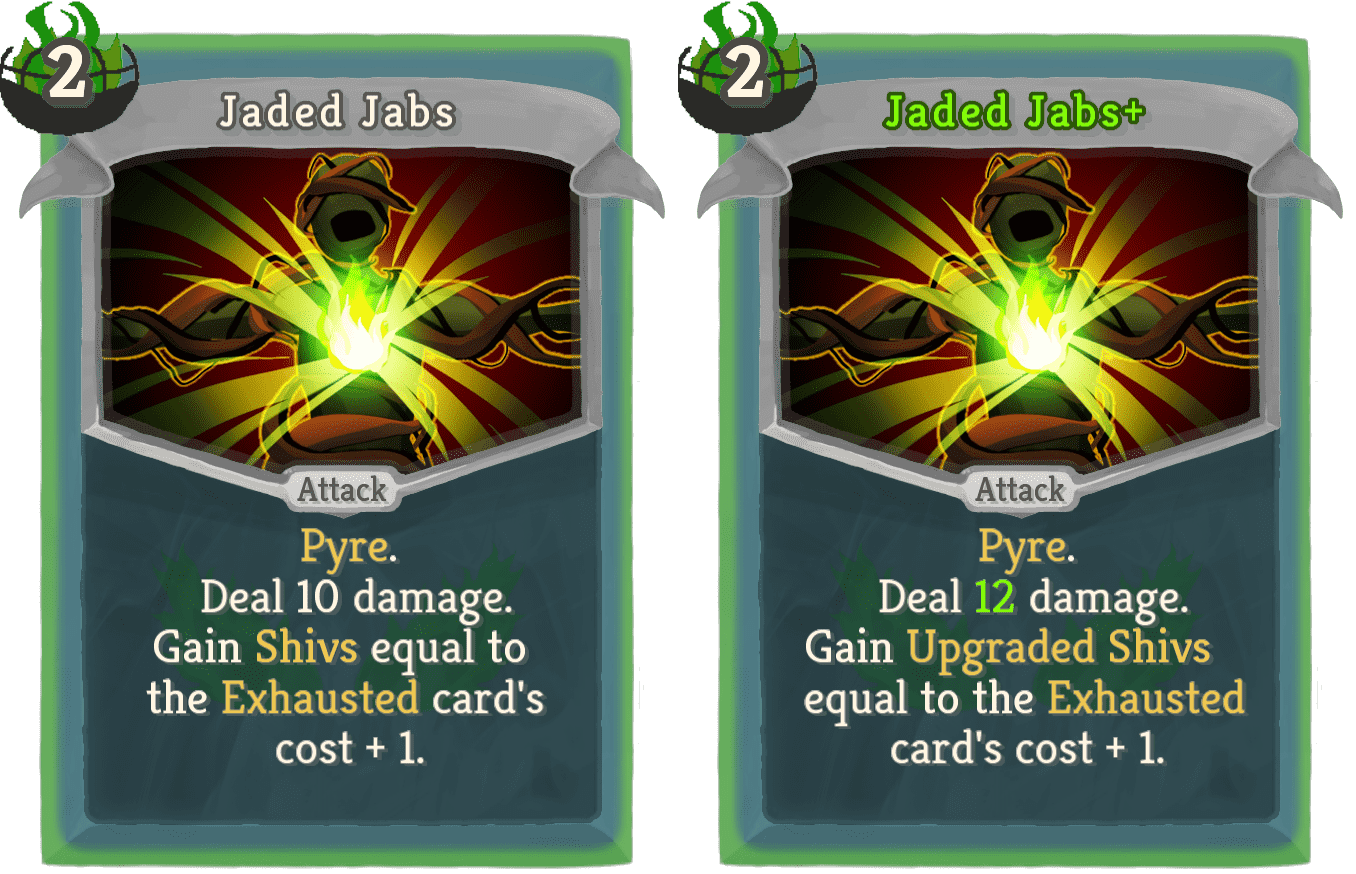 2
Jaded Jabs
Attack
Pyre.
Deal 10 damage.
Gain Shivs equal to
the Exhausted card's
cost + 1.
2
Jaded Jabs+
Attack
Pyre.
Deal 12 damage.
Gain Upgraded Shivs
equal to the Exhausted
card's cost + 1.